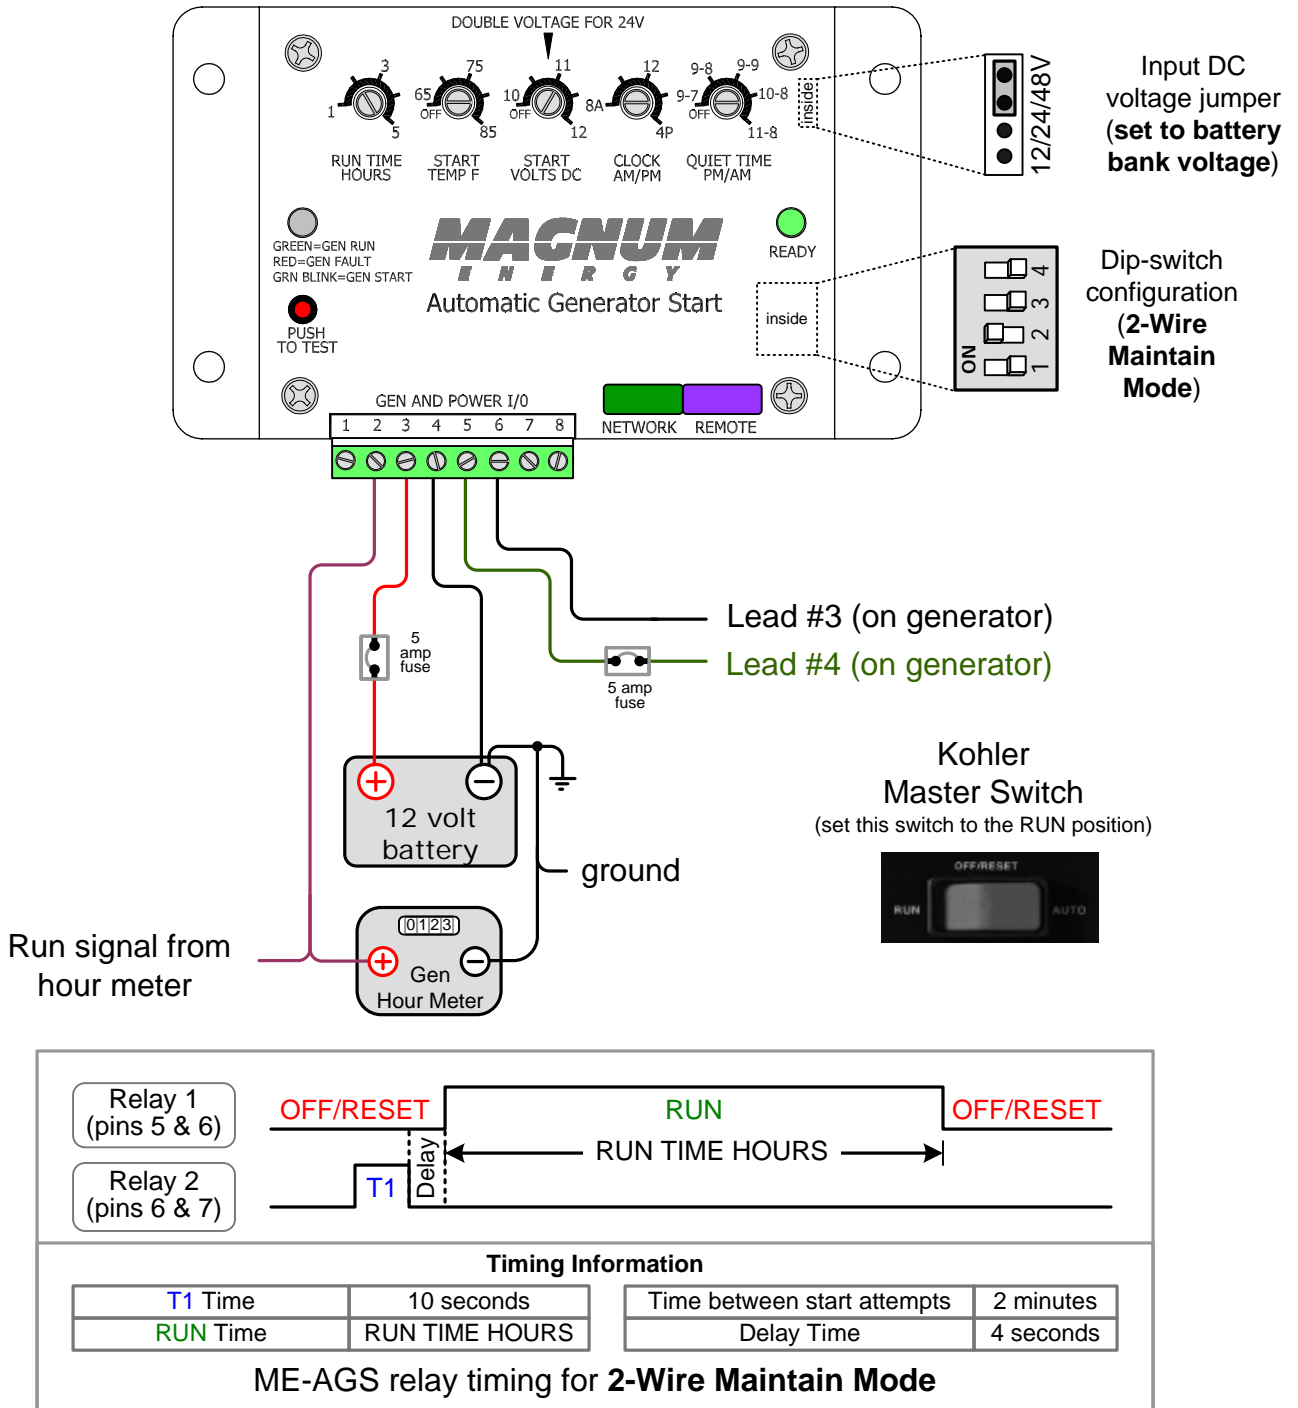 DOUBLE VOLTAGE FOR 24V
1 3 5
65 75 85
OFF
10 11 12
OFF
8A 12 4P
9-7 9-8 9-9 10-8 11-8
OFF
RUN TIME
HOURS
START
TEMP F
START
VOLTS DC
CLOCK
AM/PM
QUIET TIME
PM/AM
inside
12/24/48V
Input DC
voltage jumper
(set to battery
bank voltage)
GREEN=GEN RUN
RED=GEN FAULT
GRN BLINK=GEN START
MAGNUM
ENERGY
Automatic Generator Start
READY
PUSH
TO TEST
inside
ON
1 2 3 4
Dip-switch
configuration
(2-Wire
Maintain
Mode)
GEN AND POWER I/0
1 2 3 4 5 6 7 8
NETWORK REMOTE
5
amp
fuse
Lead #3 (on generator)
Lead #4 (on generator)
5 amp
fuse
+ −
12 volt
battery
ground
Kohler
Master Switch
(set this switch to the RUN position)
OFF/RESET
RUN
AUTO
Run signal from
hour meter
0123
+ −
Gen
Hour Meter
Relay 1
(pins 5 & 6)
OFF/RESET
RUN
OFF/RESET
Delay
RUN TIME HOURS
Relay 2
(pins 6 & 7)
T1
Timing Information
T1 Time 10 seconds
RUN Time RUN TIME HOURS
Time between start attempts 2 minutes
Delay Time 4 seconds
ME-AGS relay timing for 2-Wire Maintain Mode